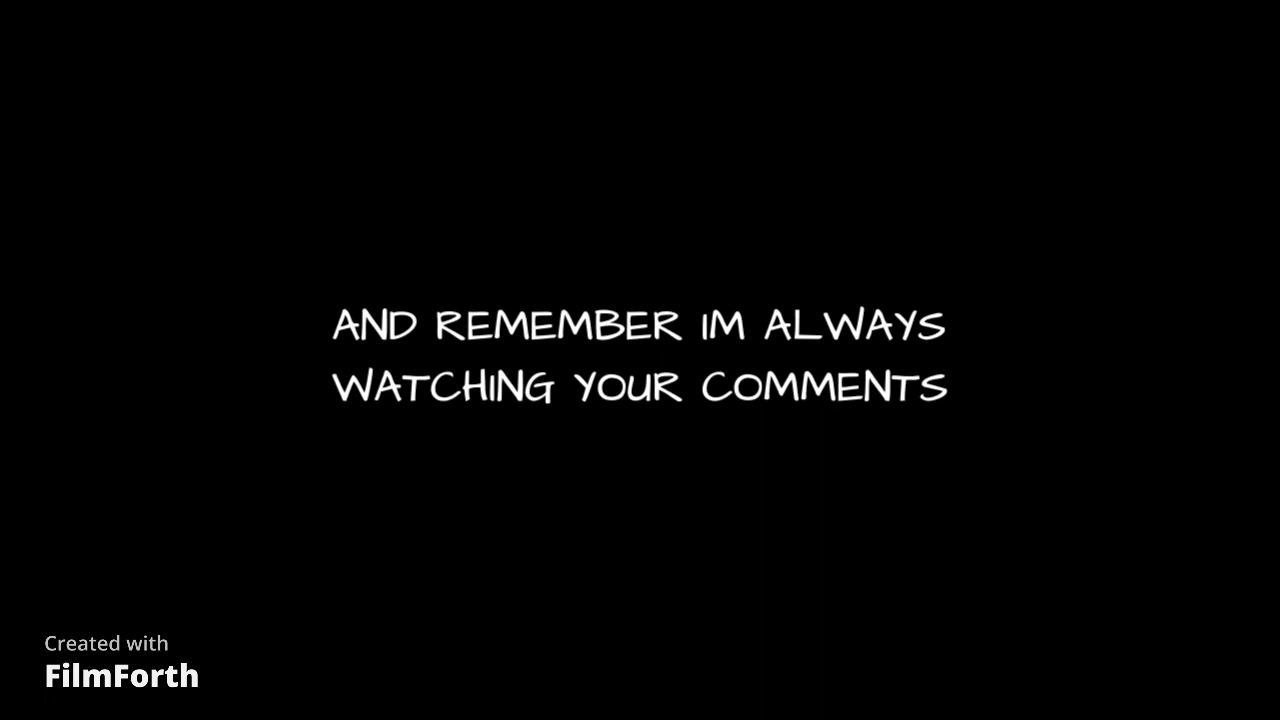 AND REMEMBER IM ALWAYS
WATCHING YOUR COMMENTS
Created with
FilmForth